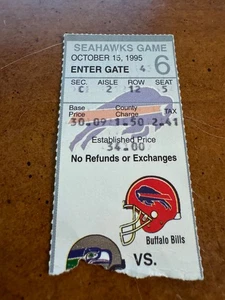 SEAHAWKS GAME
OCTOBER 15, 1995
ENTER GATE 4 6
SEC. AISLE ROW SEAT
C 2 12 5
Base Price County Charge TAX
30.09 1.50 2.41
Established Price
34.00
No Refunds or Exchanges
Buffalo Bills
VS.